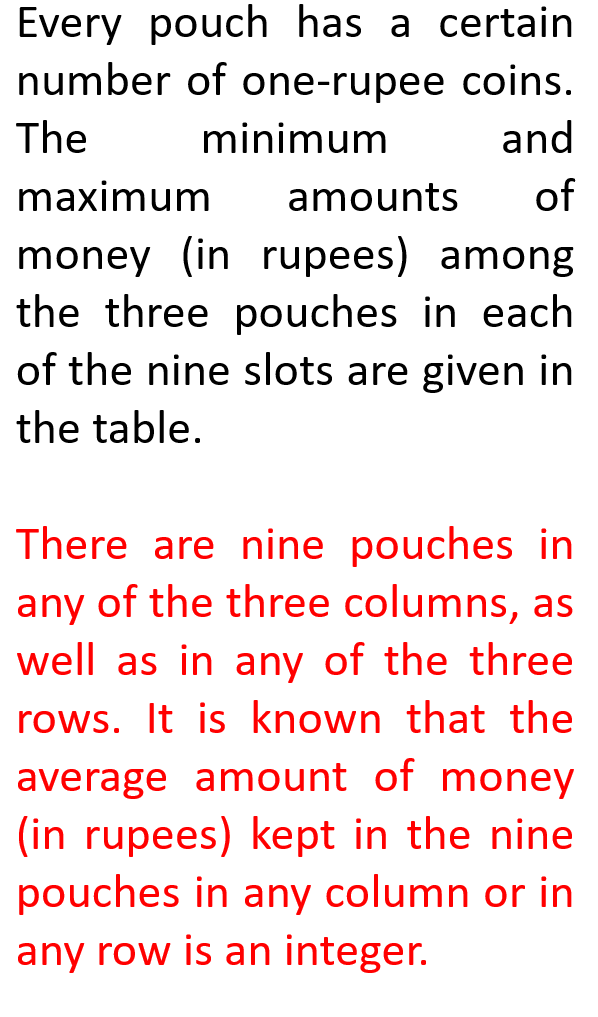 Every pouch has a certain
number of one-rupee coins.
The minimum and
maximum amounts of
money (in rupees) among
the three pouches in each
of the nine slots are given in
the table.
There are nine pouches in
any of the three columns, as
well as in any of the three
rows. It is known that the
average amount of money
(in rupees) kept in the nine
pouches in any column or in
any row is an integer.